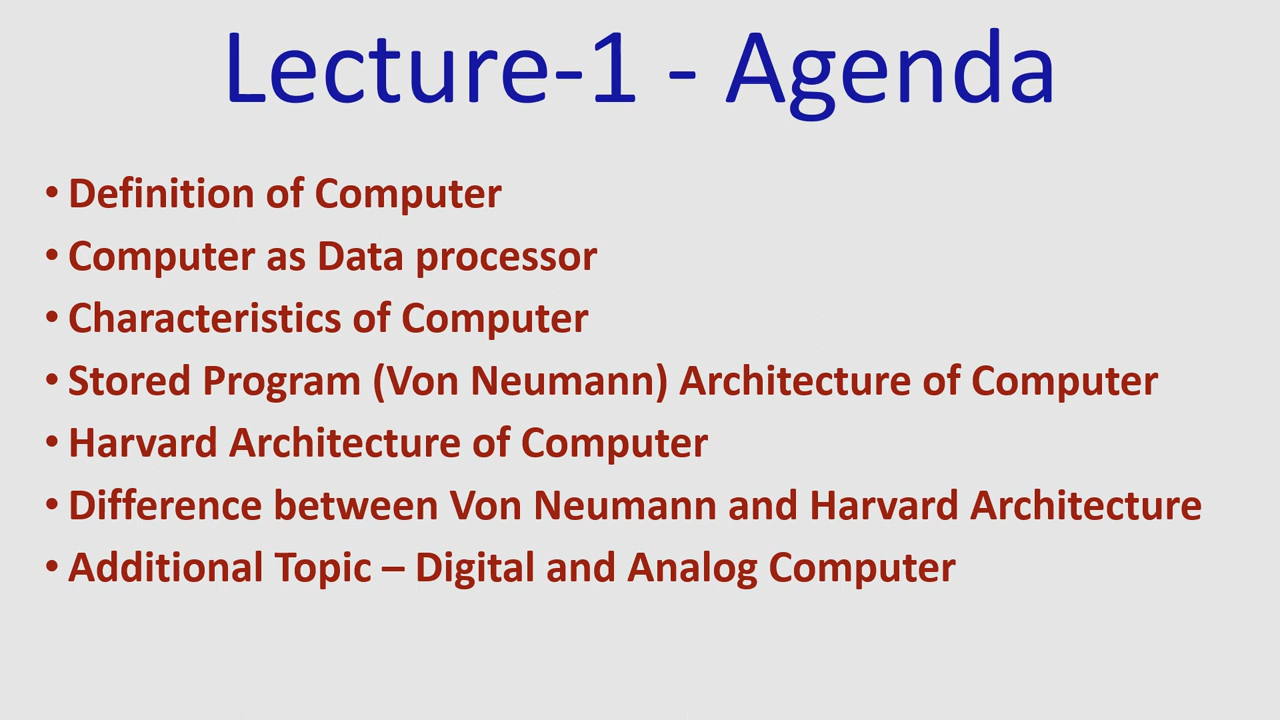 Lecture-1 - Agenda
• Definition of Computer
• Computer as Data processor
• Characteristics of Computer
• Stored Program (Von Neumann) Architecture of Computer
• Harvard Architecture of Computer
• Difference between Von Neumann and Harvard Architecture
• Additional Topic – Digital and Analog Computer